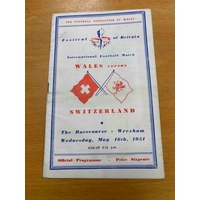 THE FOOTBALL ASSOCIATION OF WALES
Festival of Britain
International Football Match
WALES versus
SWITZERLAND
The Racecourse - Wrexham
Wednesday, May 16th, 1951
Official Programme - Price Sixpence